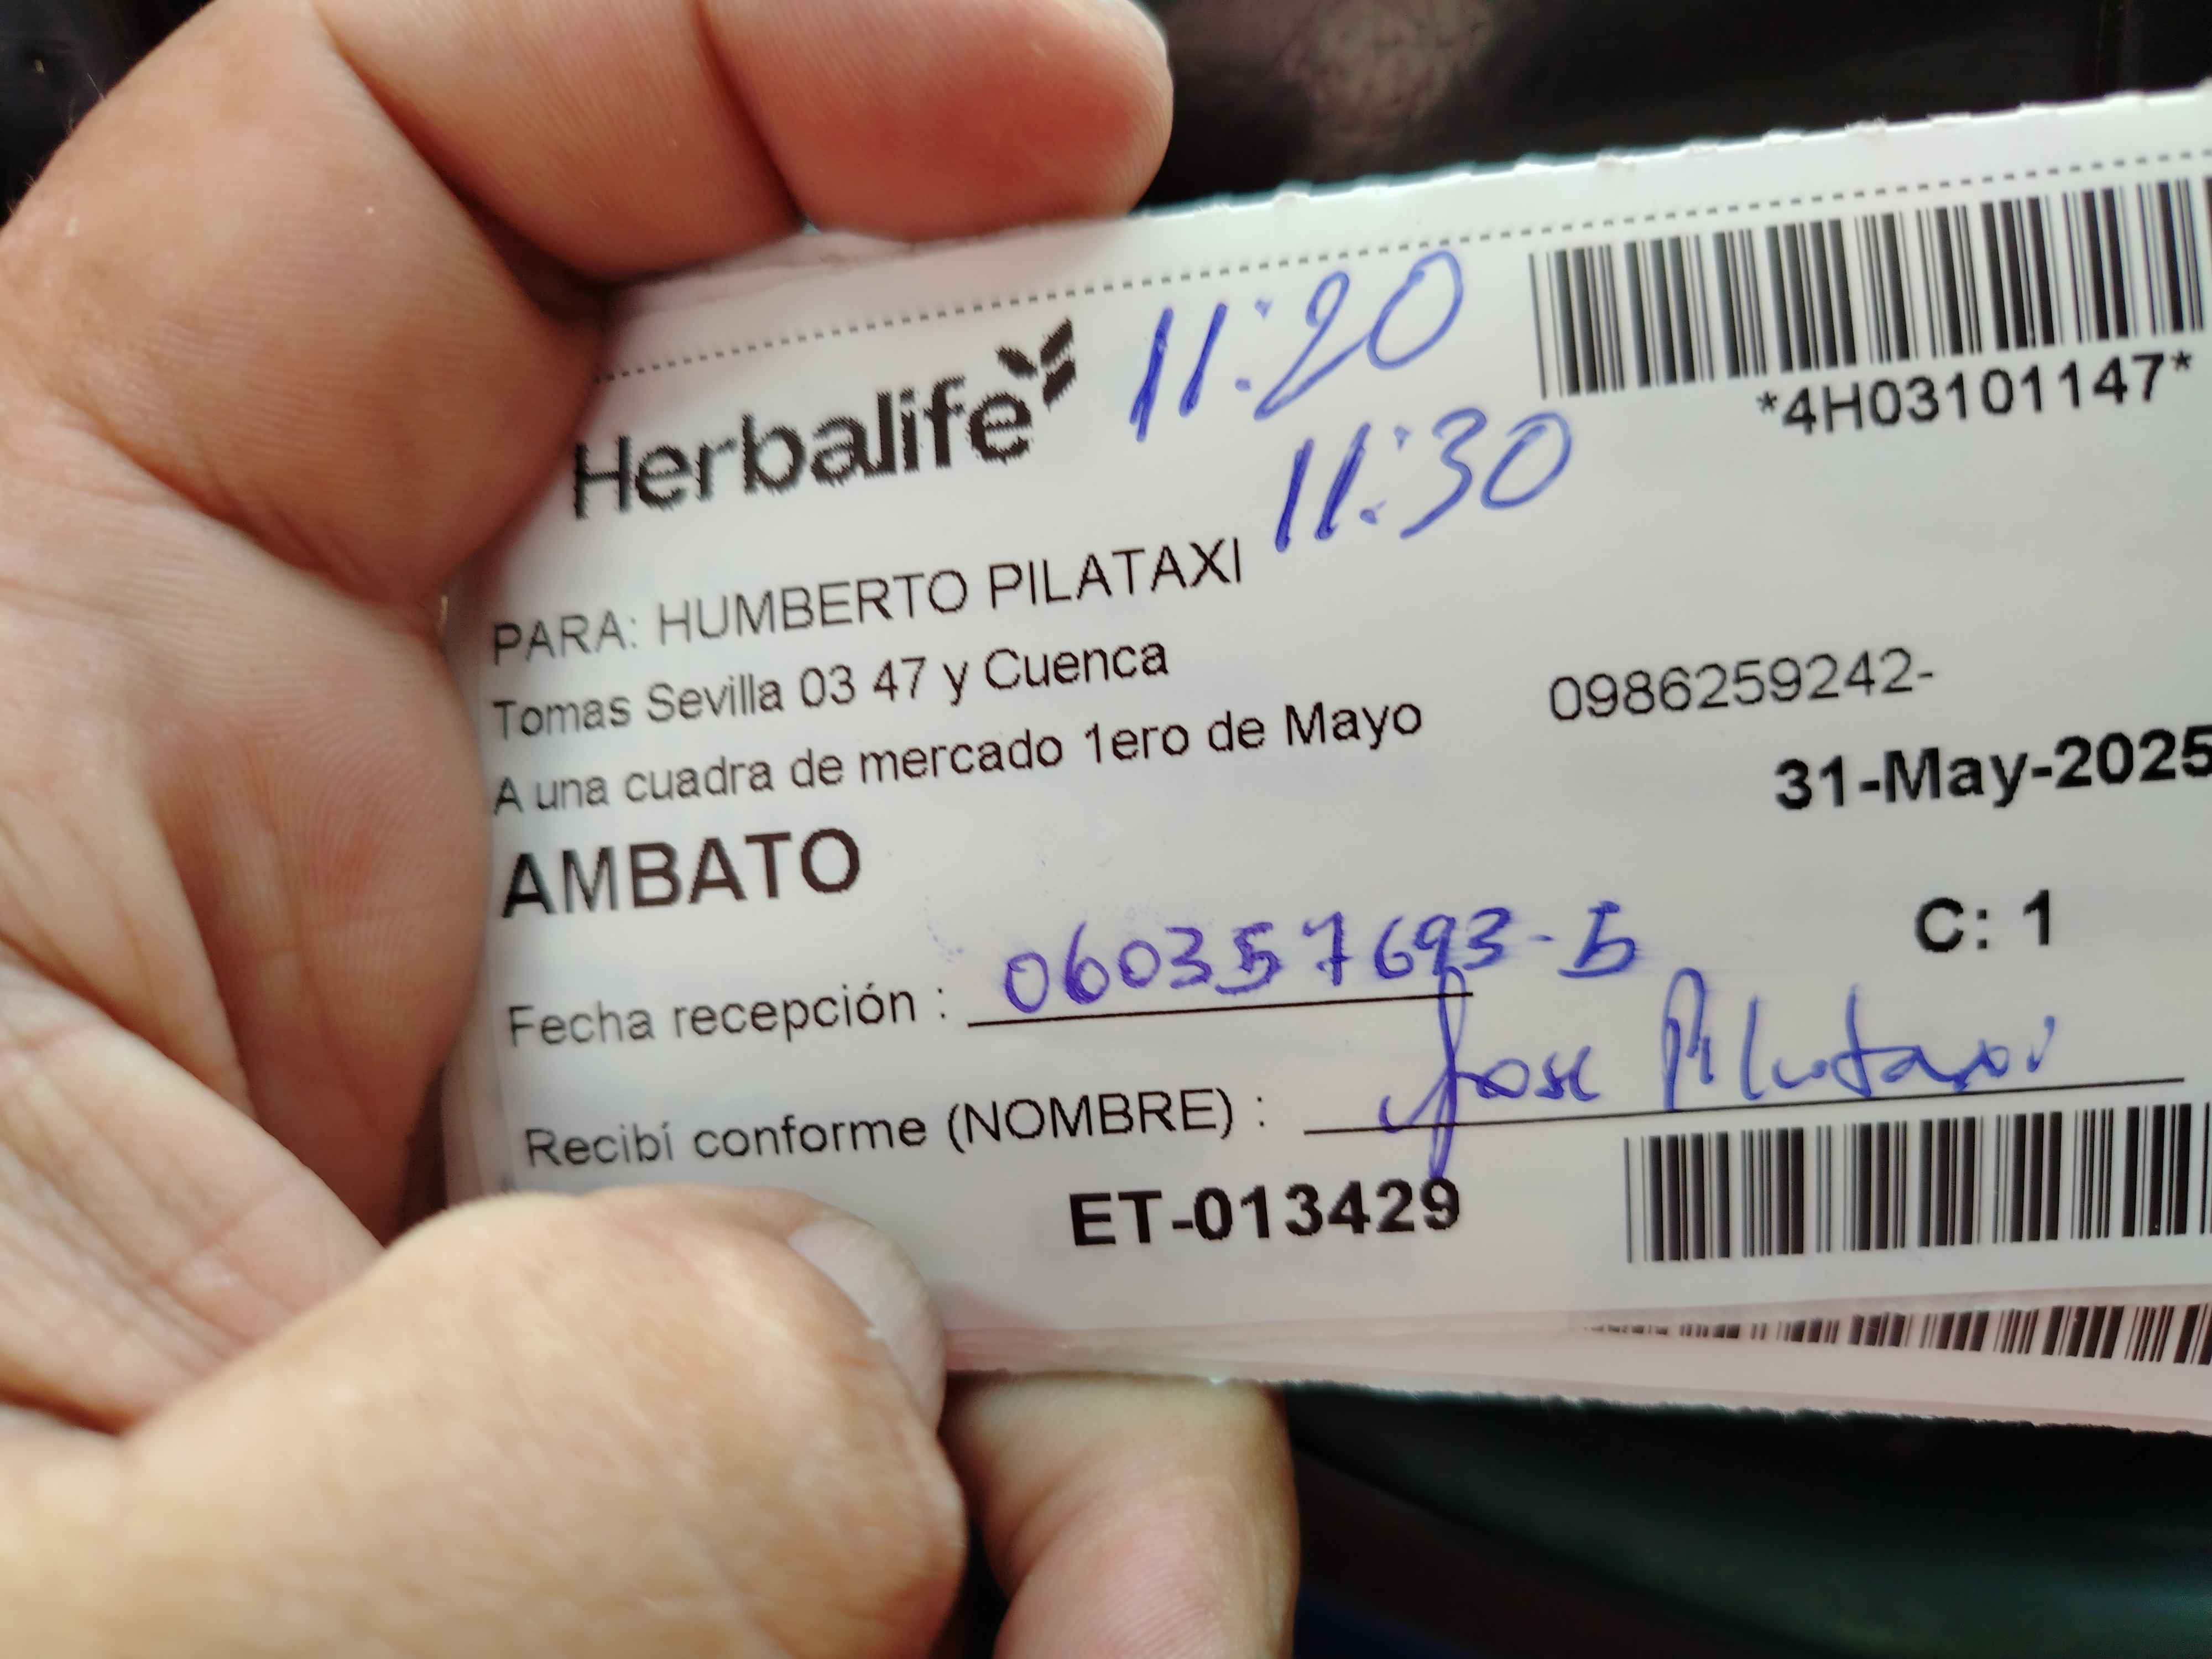 Herbalife 11:20
*4H03101147*
11:30
PARA: HUMBERTO PILATAXI
Tomas Sevilla 03 47 y Cuenca
0986259242-
A una cuadra de mercado 1ero de Mayo
31-May-2025
AMBATO
C: 1
Fecha recepción : 060357693-5
Recibí conforme (NOMBRE) : Jose Pilataxi
ET-013429